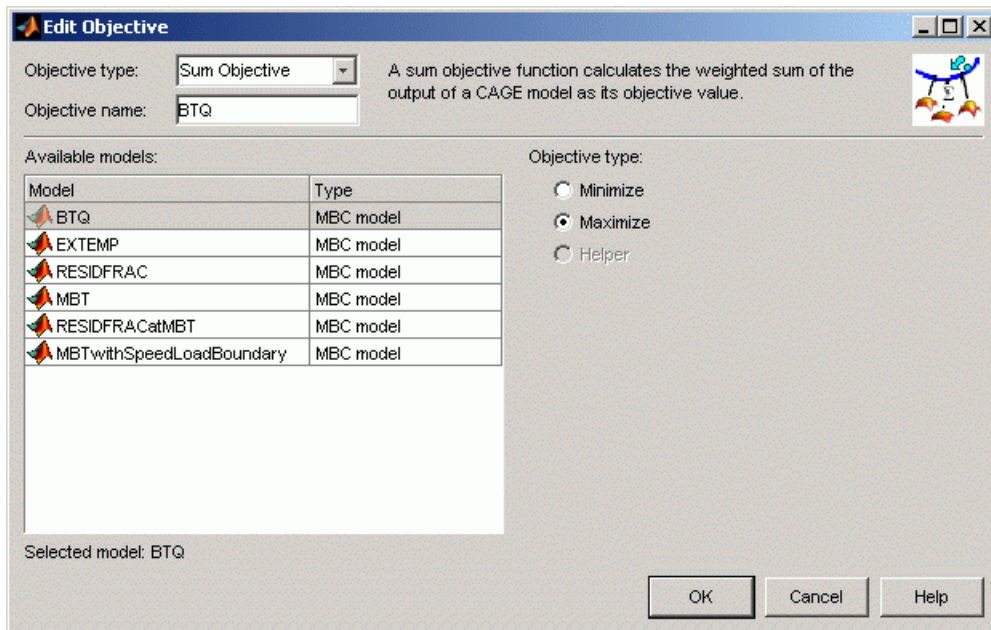 Edit Objective
Objective type: Sum Objective
A sum objective function calculates the weighted sum of the
output of a CAGE model as its objective value.
Objective name: BTQ
Σ
Available models:
Model Type
BTQ MBC model
EXTEMP MBC model
RESIDFRAC MBC model
MBT MBC model
RESIDFRACatMBT MBC model
MBTwithSpeedLoadBoundary MBC model
Selected model: BTQ
Objective type:
Minimize
Maximize
Helper
OK Cancel Help